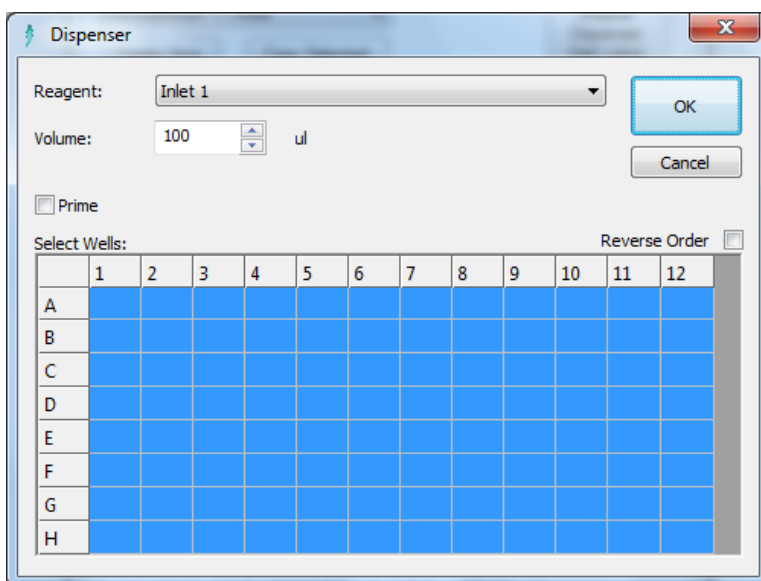 Dispenser
Reagent: Inlet 1
OK
Volume: 100 ul
Cancel
Prime
Select Wells: Reverse Order
1 2 3 4 5 6 7 8 9 10 11 12
A
B
C
D
E
F
G
H